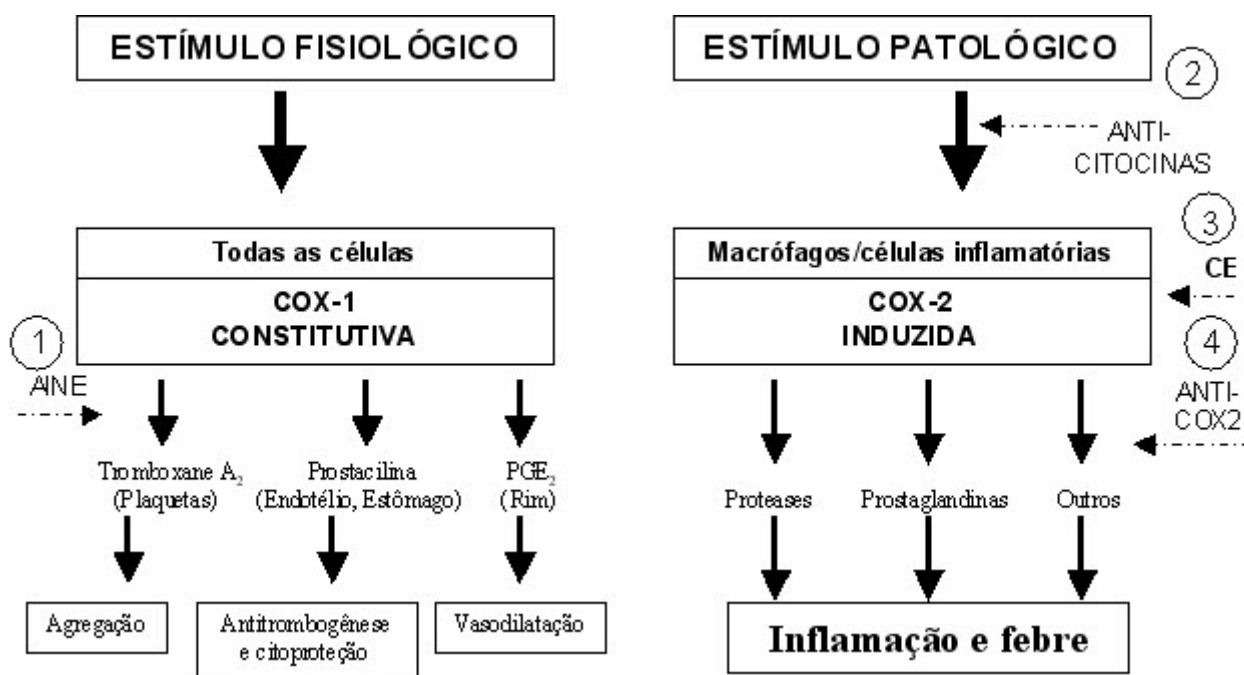 ESTÍMULO FISIOLÓGICO
Todas as células
COX-1
CONSTITUTIVA
1
AINE
Tromboxane A₂
(Plaquetas)
Prostacilina
(Endotélio, Estômago)
PGE₂
(Rim)
Agregação
Antitrombogênese
e citoproteção
Vasodilatação
ESTÍMULO PATOLÓGICO
2
ANTI-
CITOCINAS
Macrófagos/células inflamatórias
COX-2
INDUZIDA
3
CE
4
ANTI-
COX2
Proteases
Prostaglandinas
Outros
Inflamação e febre